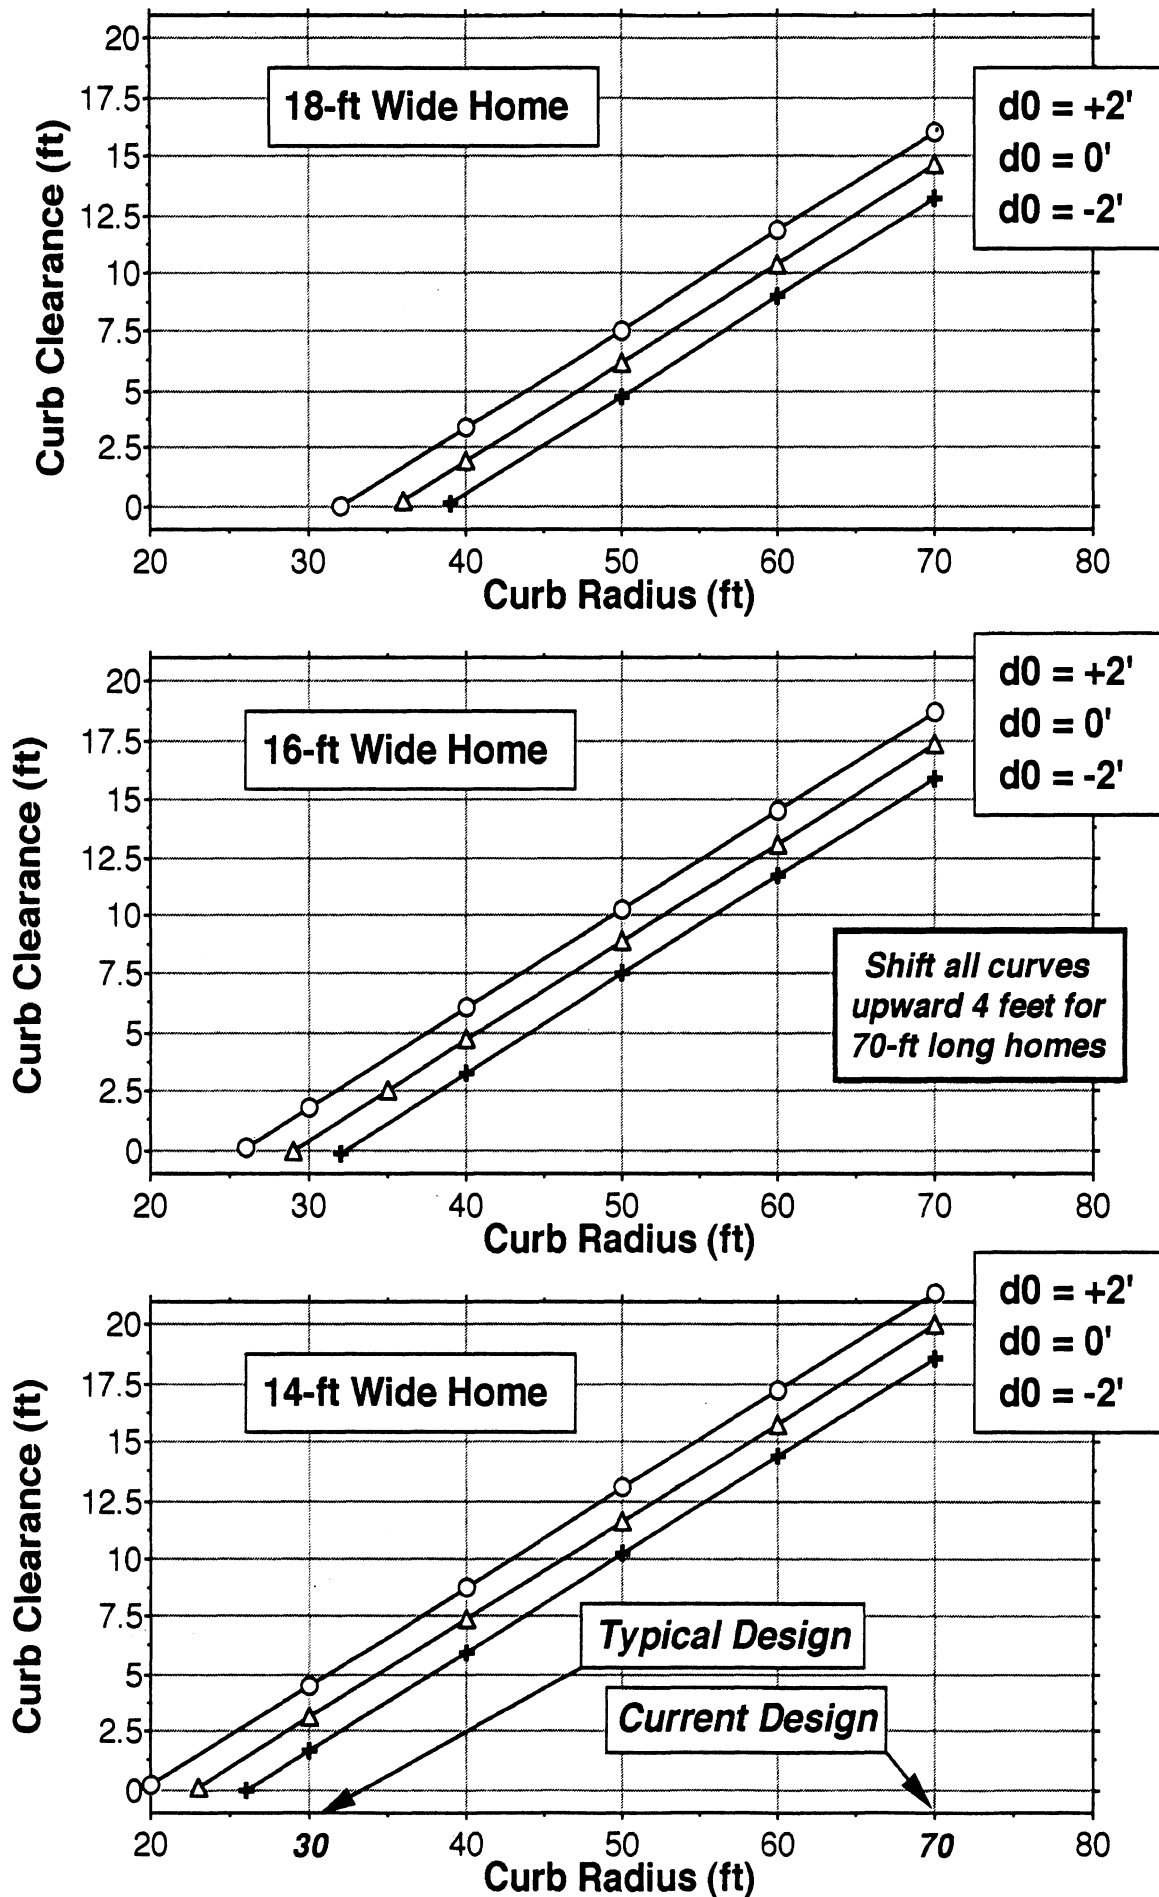 20
18-ft Wide Home
d0 = +2'
17.5
d0 = 0'
15
d0 = -2'
12.5
10
7.5
5
2.5
0
Curb Clearance (ft)
20 30 40 50 60 70 80
Curb Radius (ft)
d0 = +2'
20
16-ft Wide Home
d0 = 0'
17.5
d0 = -2'
15
12.5
10
Shift all curves
upward 4 feet for
70-ft long homes
7.5
5
2.5
0
Curb Clearance (ft)
20 30 40 50 60 70 80
Curb Radius (ft)
d0 = +2'
20
14-ft Wide Home
d0 = 0'
17.5
d0 = -2'
15
12.5
10
7.5
Typical Design
5
Current Design
2.5
0
Curb Clearance (ft)
20 30 40 50 60 70 80
Curb Radius (ft)